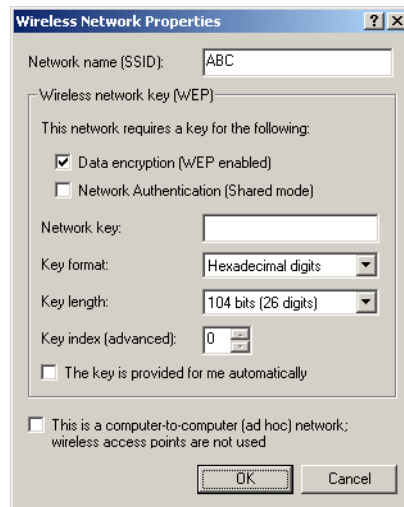 Wireless Network Properties
Network name (SSID): ABC
Wireless network key (WEP)
This network requires a key for the following:
Data encryption (WEP enabled)
Network Authentication (Shared mode)
Network key:
Key format: Hexadecimal digits
Key length: 104 bits (26 digits)
Key index (advanced): 0
The key is provided for me automatically
This is a computer-to-computer (ad hoc) network;
wireless access points are not used
OK Cancel